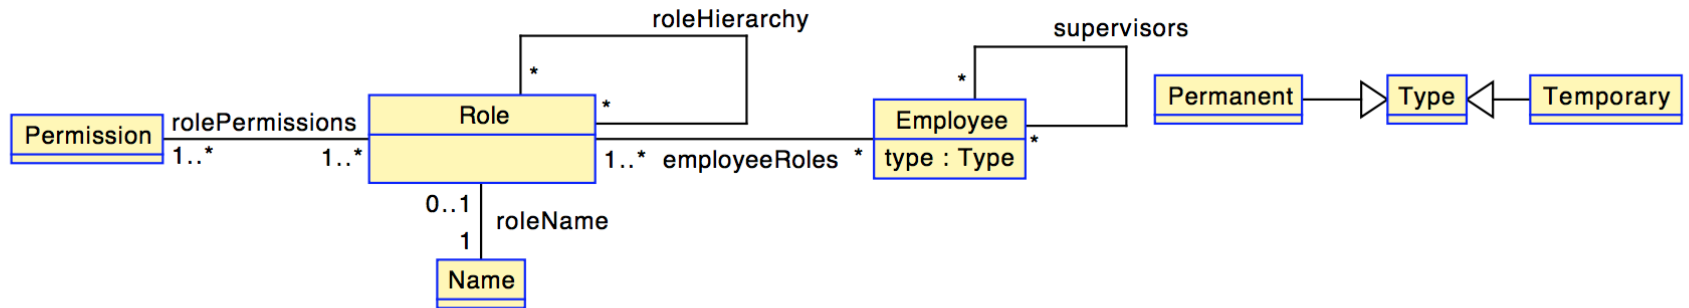 roleHierarchy
*
*
supervisors
*
*
Permission
rolePermissions
1..*
1..*
Role
1..*
employeeRoles
*
Employee
type : Type
Permanent
Type
Temporary
0..1
roleName
1
Name